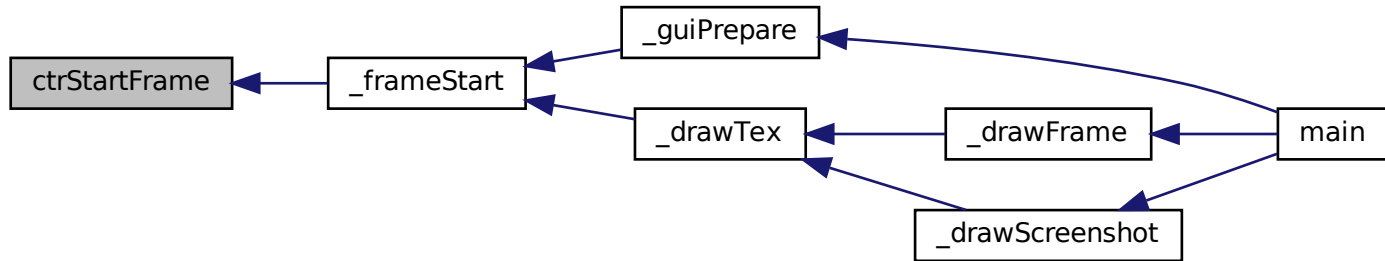 _guiPrepare
ctrStartFrame
_frameStart
_drawTex
_drawFrame
main
_drawScreenshot